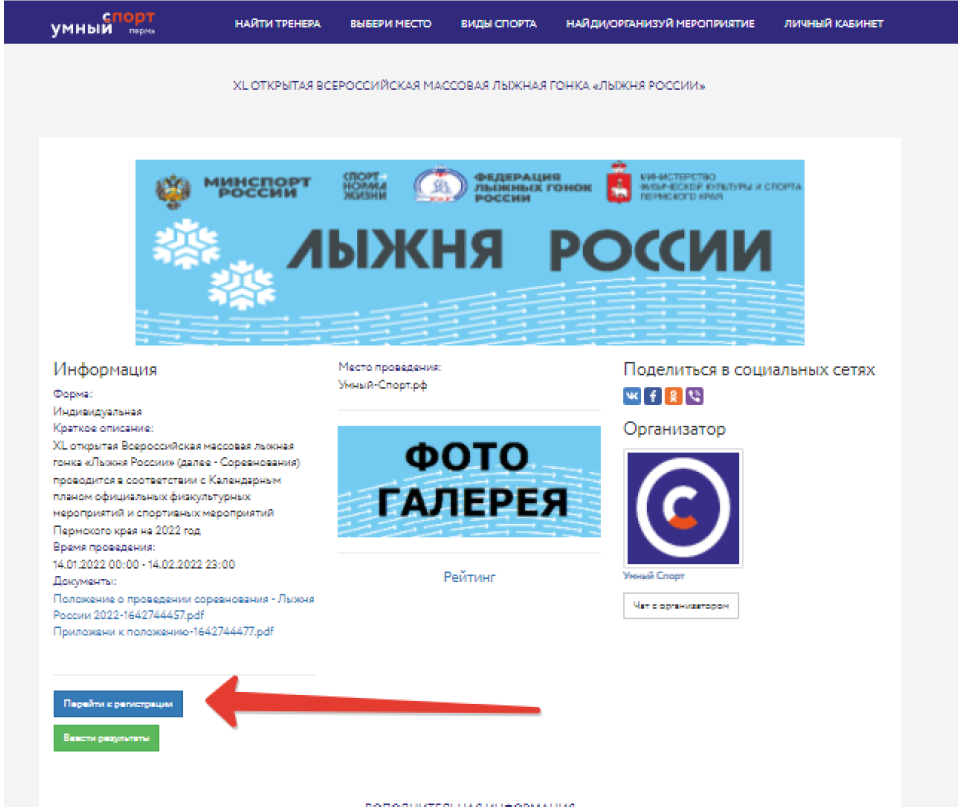 умный спорт
пермь
НАЙТИ ТРЕНЕРА ВЫБЕРИ МЕСТО ВИДЫ СПОРТА НАЙДИ/ОРГАНИЗУЙ МЕРОПРИЯТИЕ ЛИЧНЫЙ КАБИНЕТ
XL ОТКРЫТАЯ ВСЕРОССИЙСКАЯ МАССОВАЯ ЛЫЖНАЯ ГОНКА «ЛЫЖНЯ РОССИИ»
МИНСПОРТ
РОССИИ
СПОРТ
НОРМА
ЖИЗНИ
ФЕДЕРАЦИЯ
ЛЫЖНЫХ ГОНОК
РОССИИ
МИНИСТЕРСТВО
ФИЗИЧЕСКОЙ КУЛЬТУРЫ И СПОРТА
ПЕРМСКОГО КРАЯ
ЛЫЖНЯ РОССИИ
Информация
Форма:
Индивидуальная
Краткое описание:
XL открытая Всероссийская массовая лыжная
гонка «Лыжня России» (далее - Соревнования)
проводится в соответствии с Календарным
планом официальных физкультурных
мероприятий и спортивных мероприятий
Пермского края на 2022 год
Время проведения:
14.01.2022 00:00 - 14.02.2022 23:00
Документы:
Положение о проведении соревнования - Лыжня
России 2022-1642744457.pdf
Приложени к положению-1642744477.pdf
Перейти к регистрации
Ввести результаты
Место проведения:
Умный-Спорт.рф
ФОТО
ГАЛЕРЕЯ
Рейтинг
Поделиться в социальных сетях
Организатор
Умный Спорт
Чат с организатором
ДОПОЛНИТЕЛЬНАЯ ИНФОРМАЦИЯ